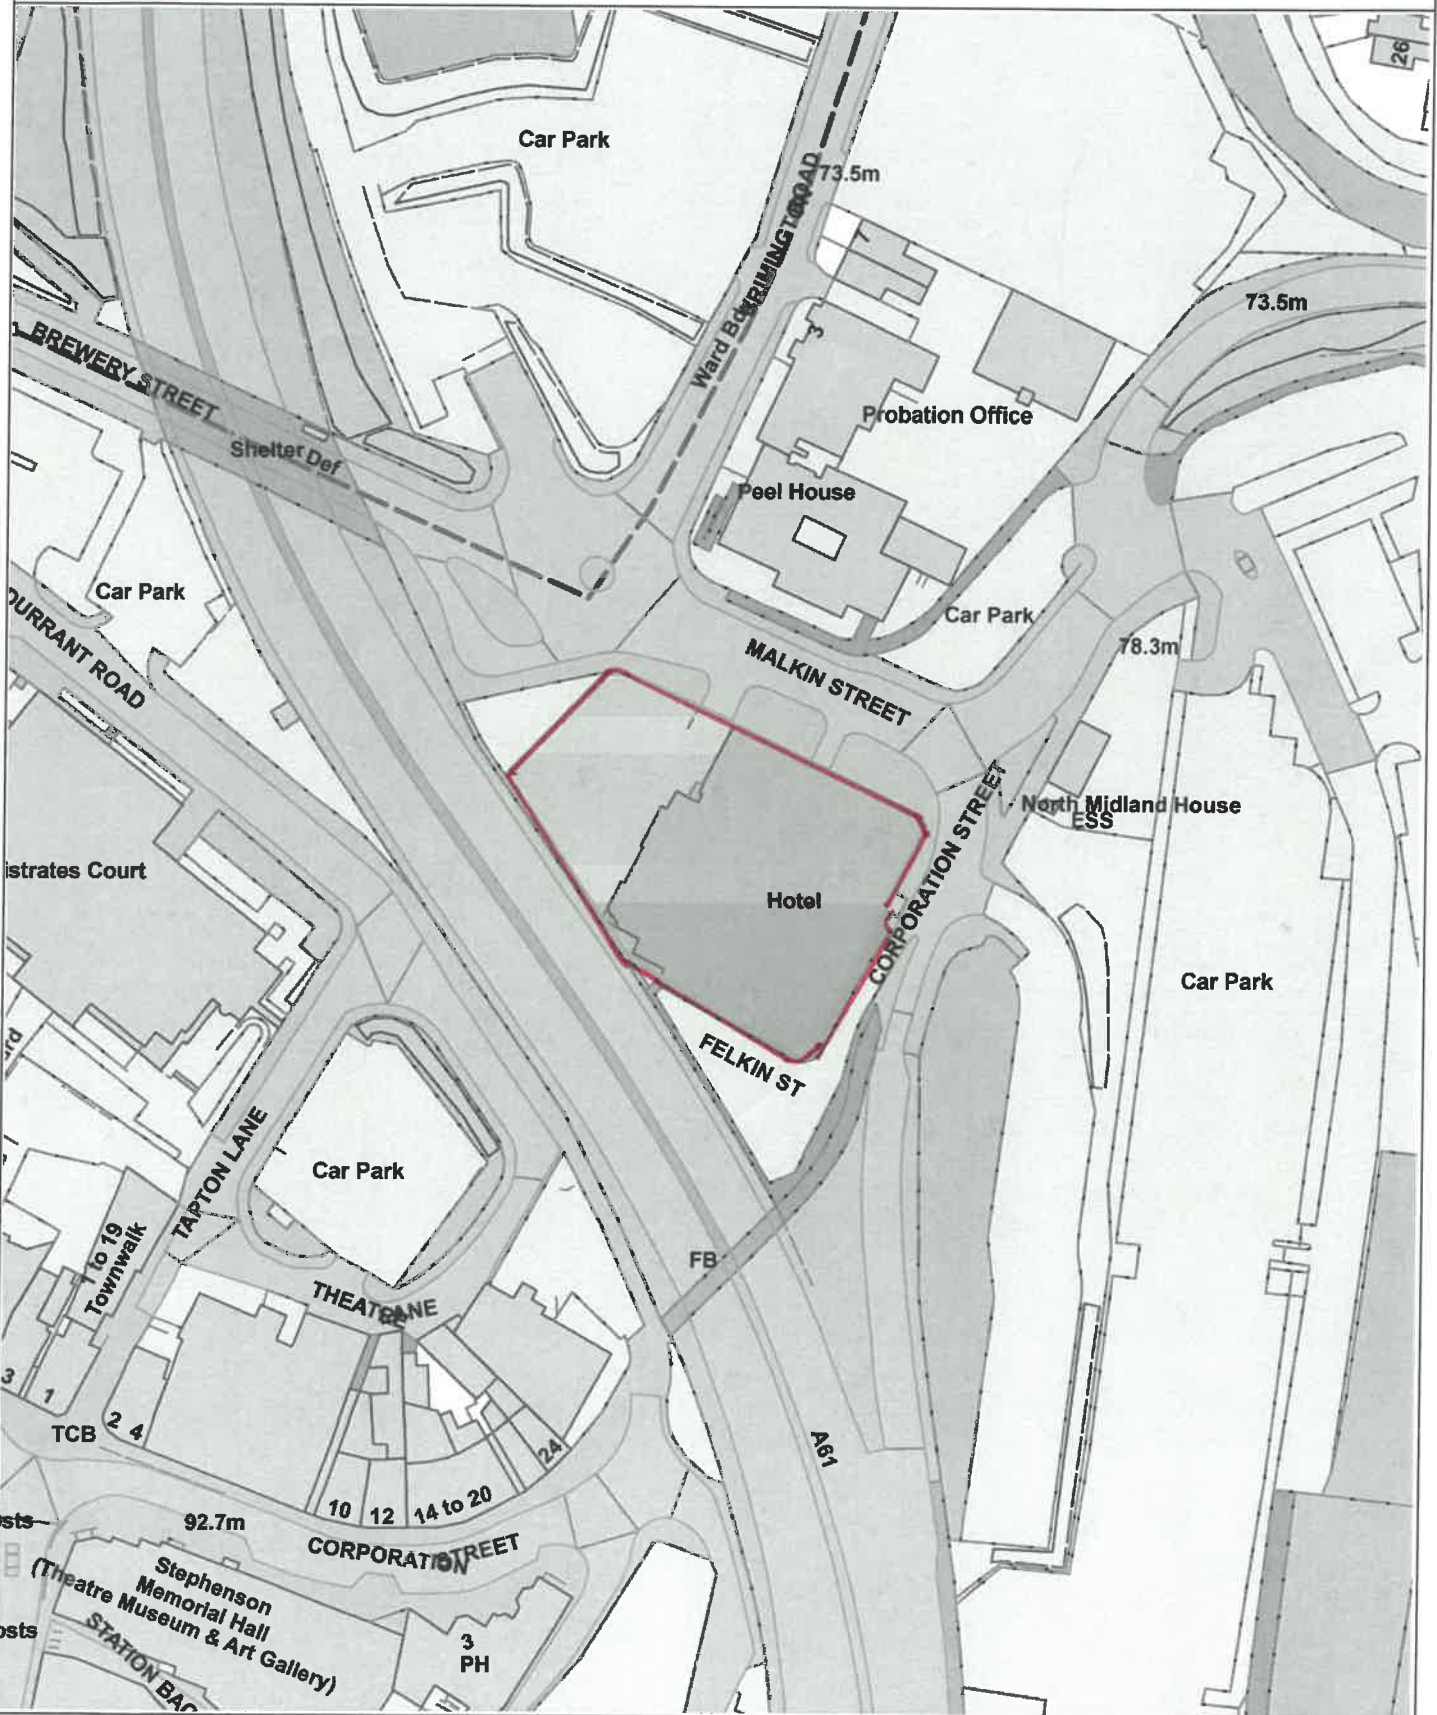 26
Car Park
73.5m
BRIMINGTON ROAD
Ward Bdy
7
73.5m
3
BREWERY STREET
Probation Office
Shelter
Def
Peel House
Car Park
Car Park
DURRANT ROAD
MALKIN STREET
78.3m
North Midland House
ESS
istrates Court
Hotel
CORPORATION STREET
Car Park
FELKIN ST
TAPTON LANE
Car Park
1 to 19
Townwalk
FB
THEATRE LANE
3
1
2
4
TCB
24
A61
10
12
14 to 20
92.7m
CORPORATION STREET
osts
Stephenson
Memorial Hall
(Theatre Museum & Art Gallery)
osts
STATION BAC
3
PH